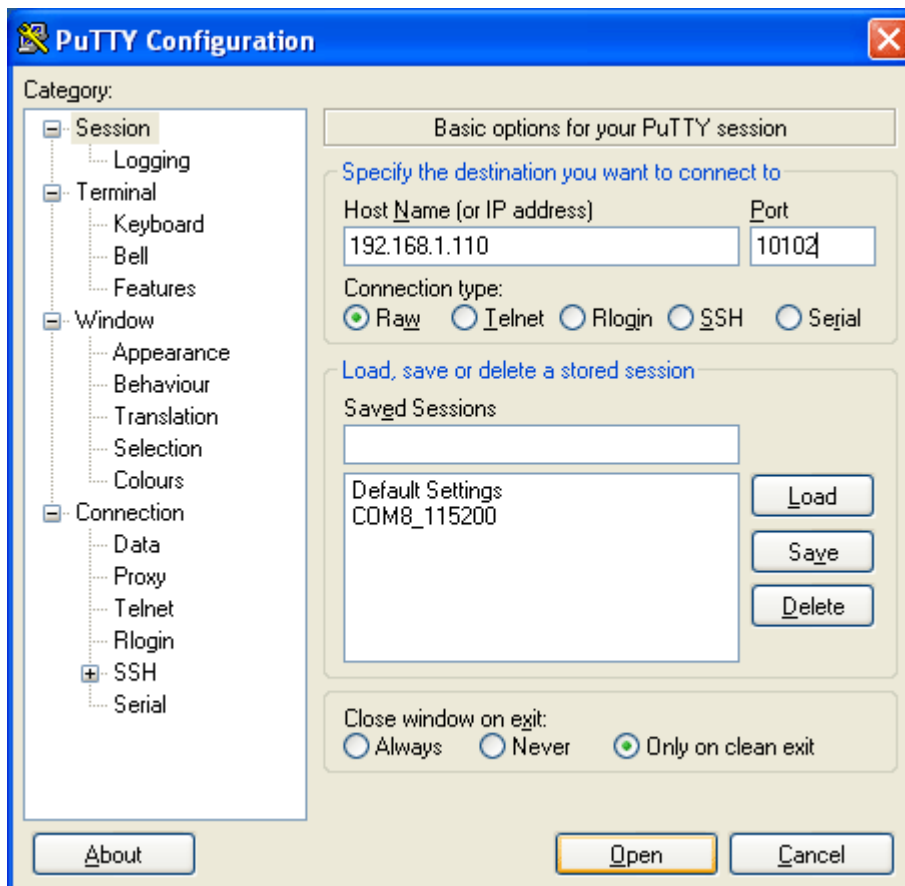 PuTTY Configuration
Category:
Session
Logging
Terminal
Keyboard
Bell
Features
Window
Appearance
Behaviour
Translation
Selection
Colours
Connection
Data
Proxy
Telnet
Rlogin
SSH
Serial
Basic options for your PuTTY session
Specify the destination you want to connect to
Host Name (or IP address) Port
192.168.1.110 10102
Connection type:
Raw Telnet Rlogin SSH Serial
Load, save or delete a stored session
Saved Sessions
Default Settings
COM8_115200
Load
Save
Delete
Close window on exit:
Always Never Only on clean exit
About Open Cancel